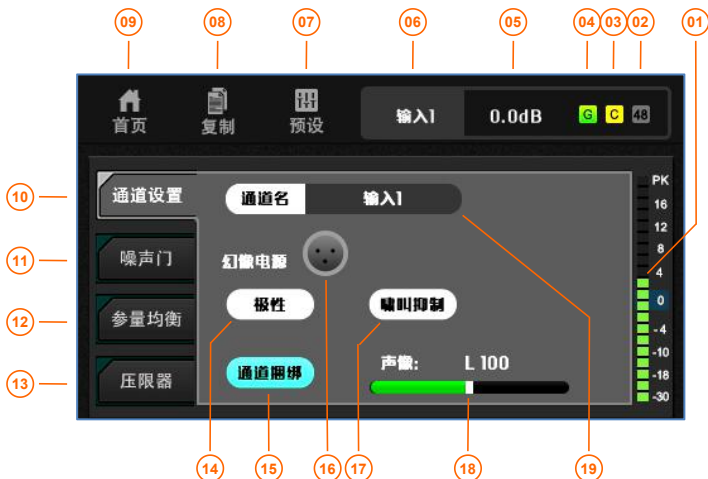 09 08 07 06 05 04 03 02 01
首页 复制 预设 输入1 0.0dB G C 48
PK
10 通道设置 通道名 输入1 16
12
8
11 噪声门 幻像电源 4
极性 啸叫抑制 0
12 参量均衡 -4
声像: L 100 -10
13 压限器 通道捆绑 -18
-30
14 15 16 17 18 19